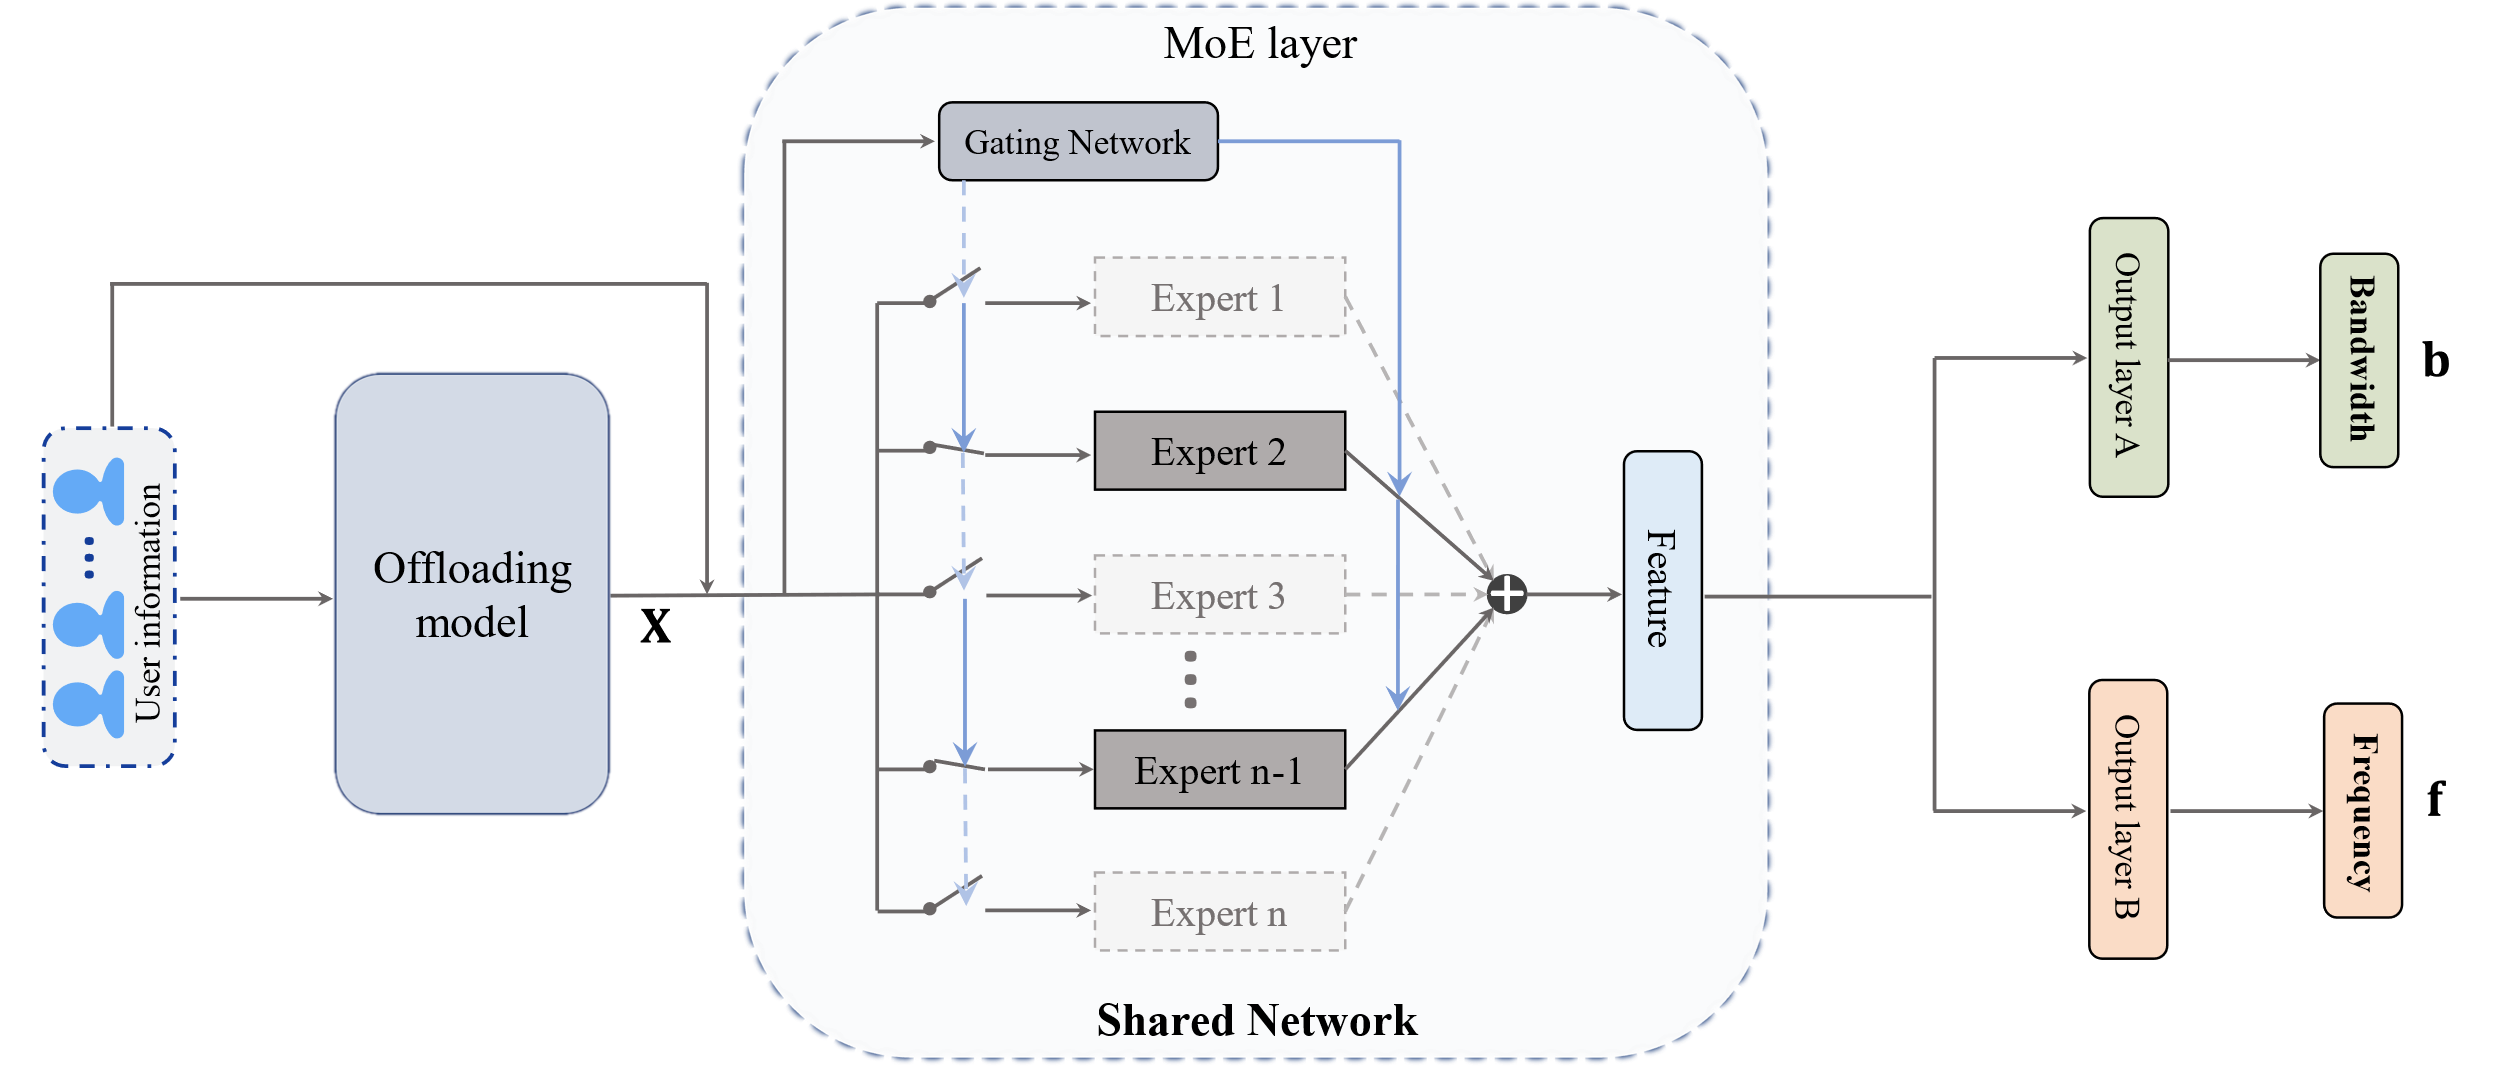 MoE layer
Gating Network
User information
Offloading
model
x
Expert 1
Expert 2
Expert 3
Expert n-1
Expert n
Feature
Output layer A
Bandwidth
b
Output layer B
Frequency
f
Shared Network